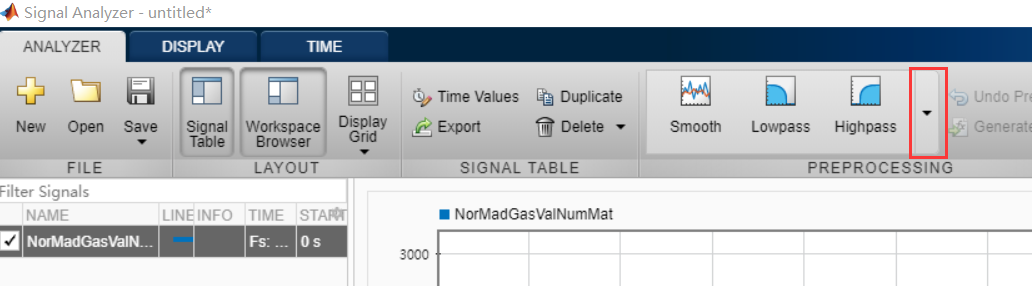 Signal Analyzer - untitled*
ANALYZER DISPLAY TIME
New Open Save Signal Table Workspace Browser Display Grid Time Values Duplicate Export Delete Smooth Lowpass Highpass Undo Pre Generate
FILE LAYOUT SIGNAL TABLE PREPROCESSING
Filter Signals
NAME LINE INFO TIME START
NorMadGasValN... Fs: ... 0 s
NorMadGasValNumMat
3000